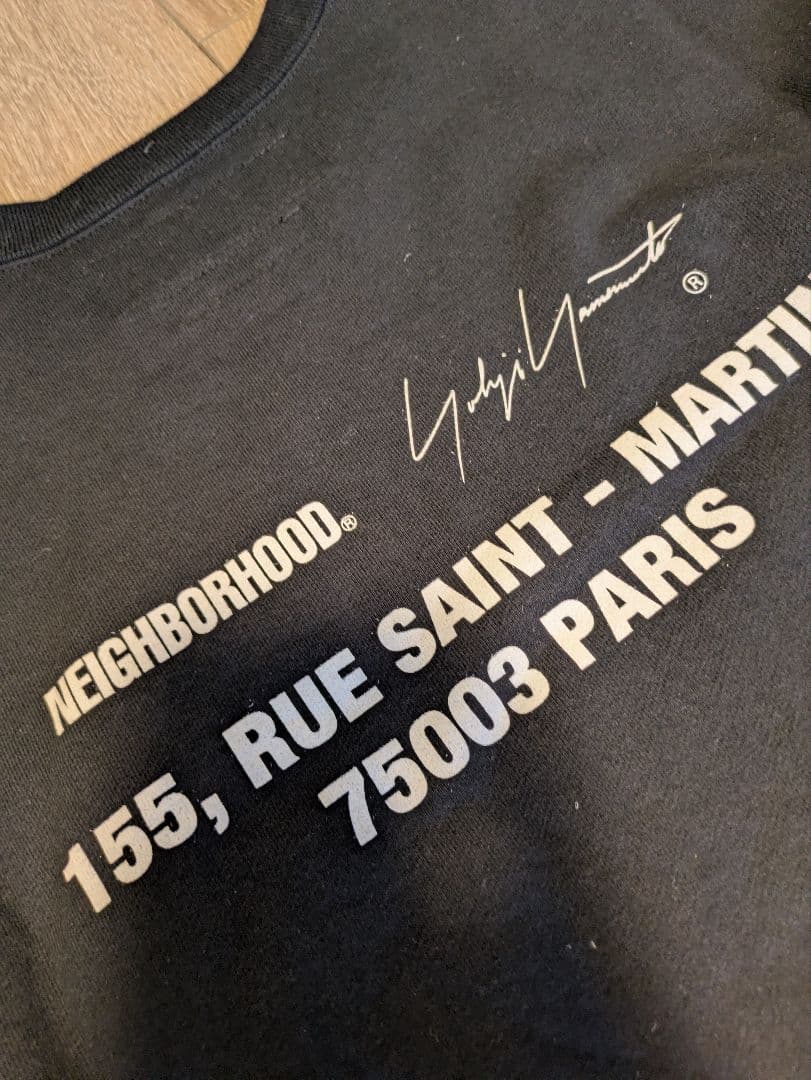 NEIGHBORHOOD® Yohji Yamamoto ®
155, RUE SAINT - MARTIN
75003 PARIS